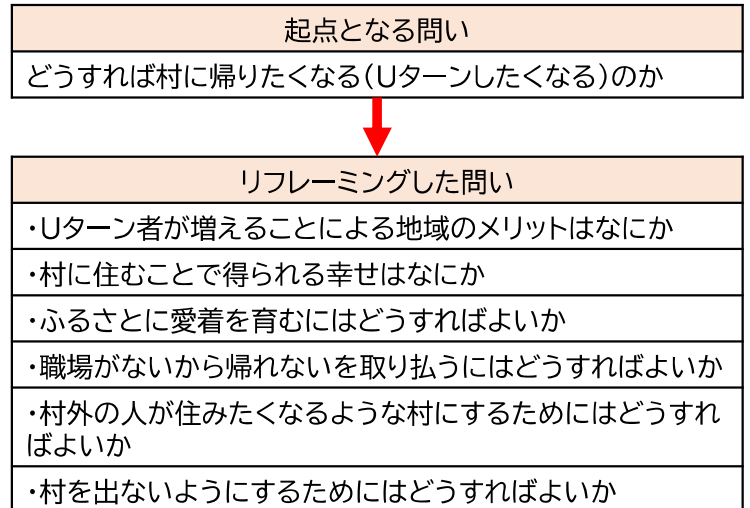 起点となる問い
どうすれば村に帰りたくなる(Uターンしたくなる)のか
リフレーミングした問い
・Uターン者が増えることによる地域のメリットはなにか
・村に住むことで得られる幸せはなにか
・ふるさとに愛着を育むにはどうすればよいか
・職場がないから帰れないを取り払うにはどうすればよいか
・村外の人が住みたくなるような村にするためにはどうすれ
ばよいか
・村を出ないようにするためにはどうすればよいか